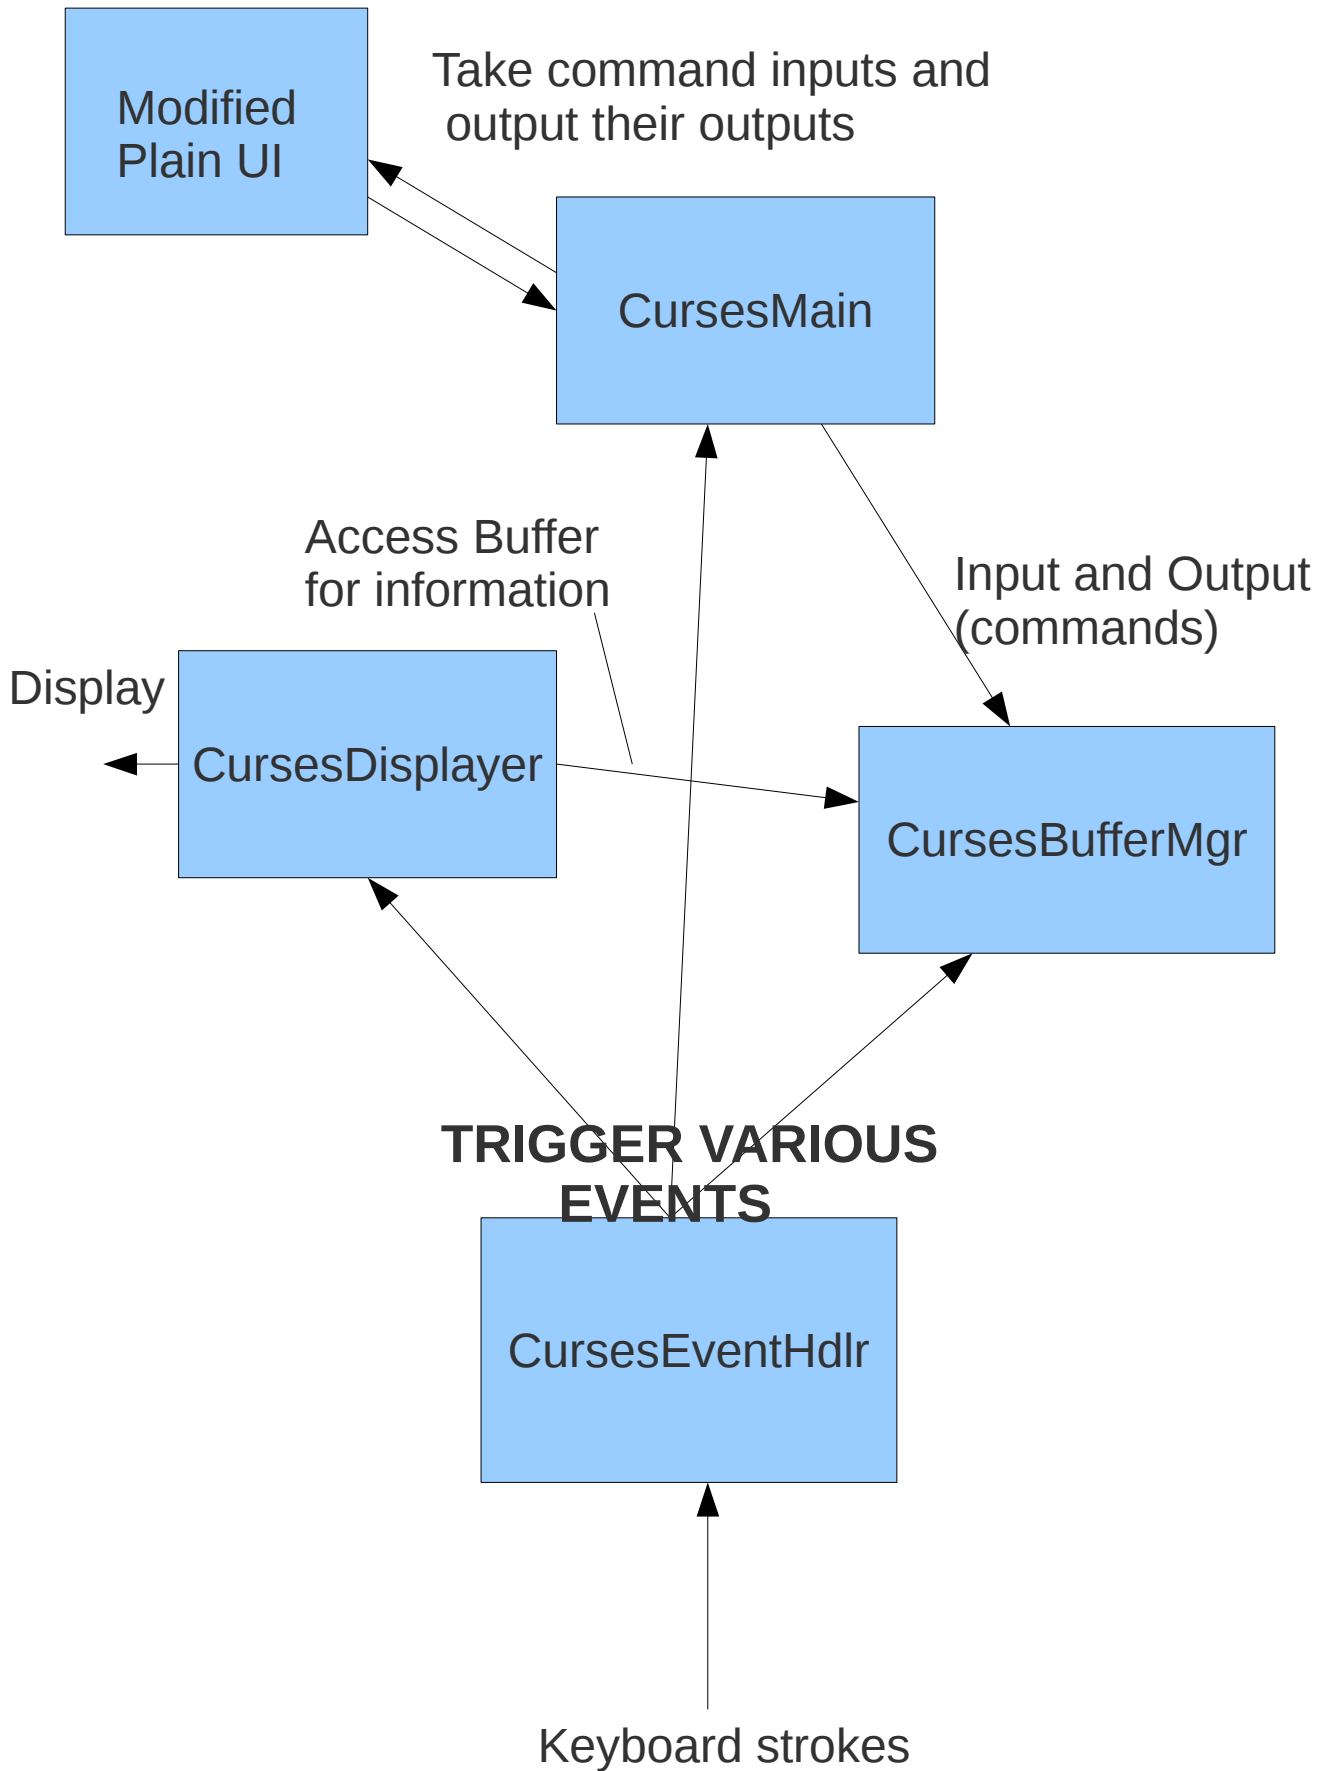 Modified
Plain UI
Take command inputs and
output their outputs
CursesMain
Access Buffer
for information
Input and Output
(commands)
Display
CursesDisplayer
CursesBufferMgr
TRIGGER VARIOUS
EVENTS
CursesEventHdlr
Keyboard strokes